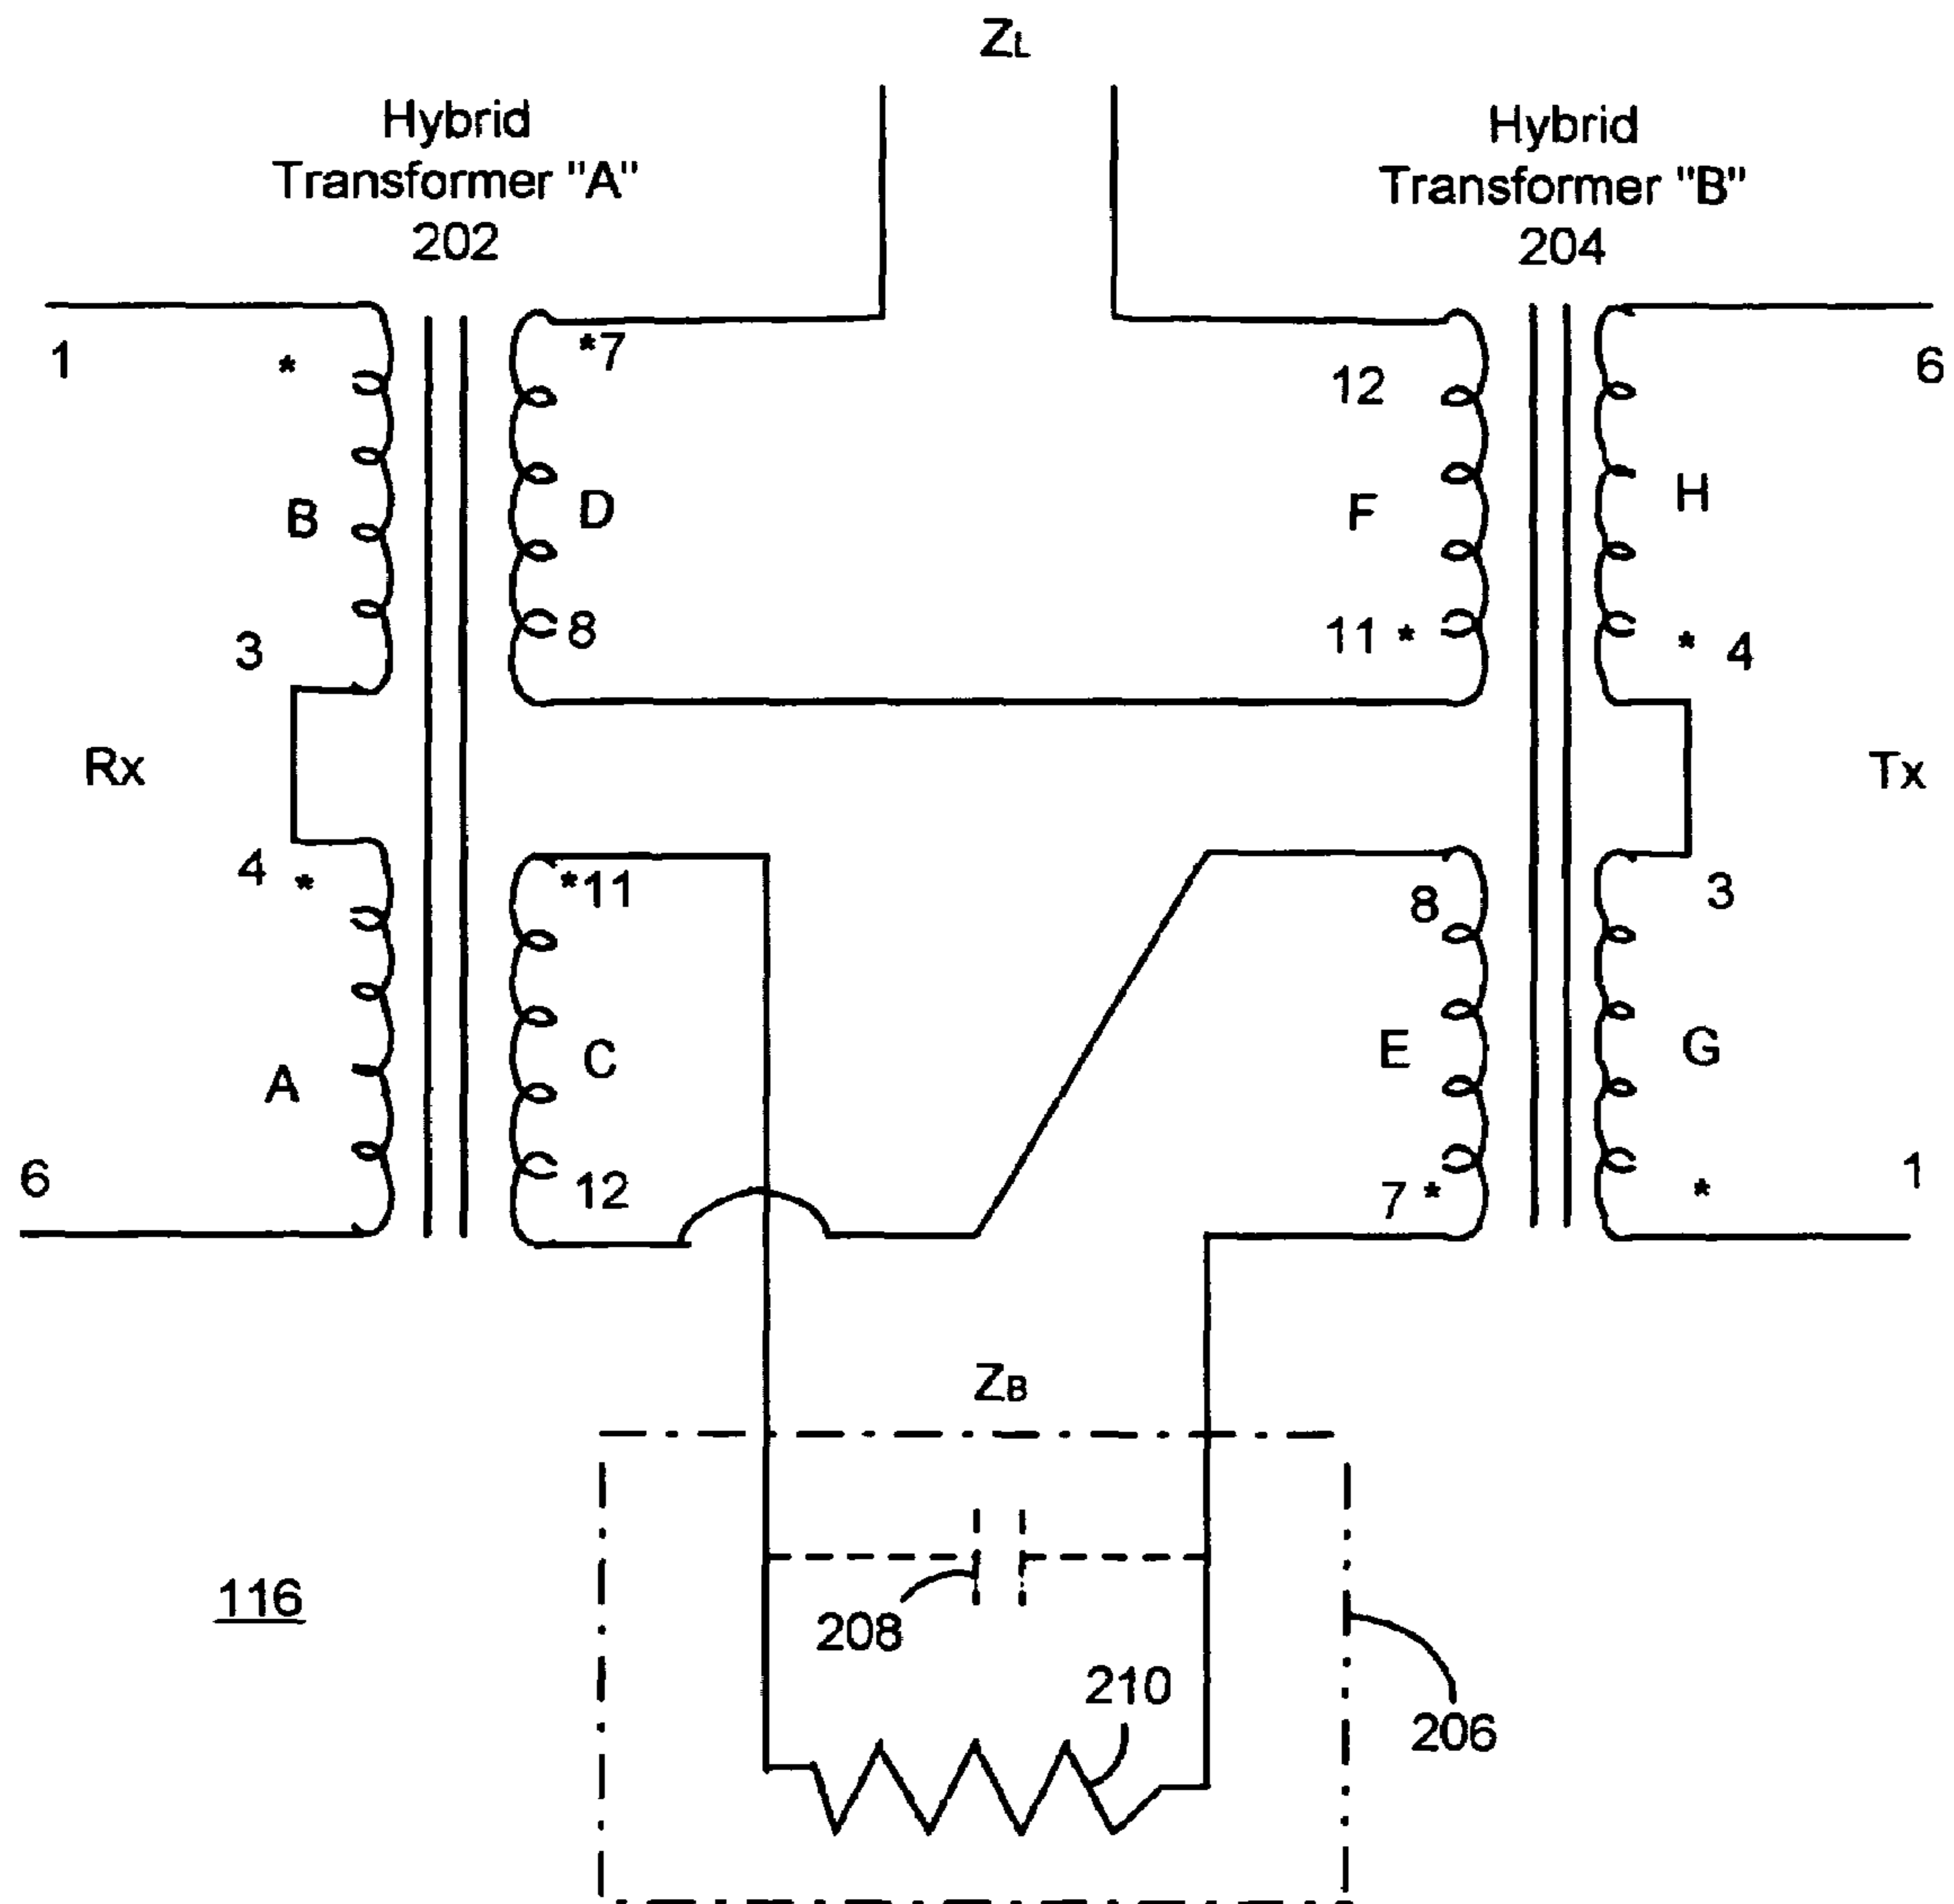 ZL
Hybrid
Transformer "A"
202
Hybrid
Transformer "B"
204
1
*
*7
12
6
B
D
F
H
3
8
11 *
* 4
Rx
Tx
4 *
*11
8
3
A
C
E
G
6
12
7 *
*
1
ZB
116
208
210
206